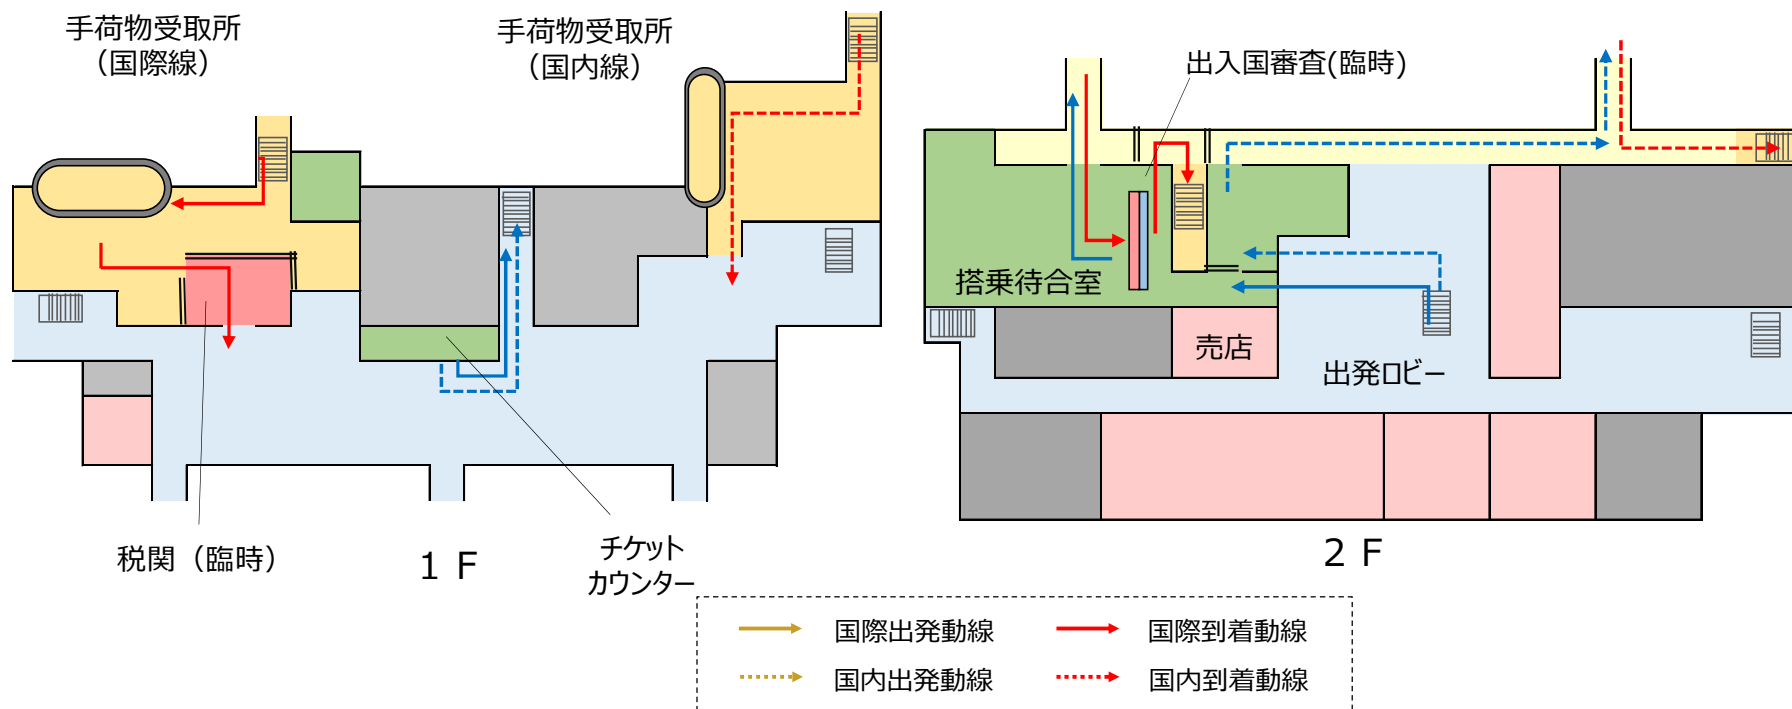 手荷物受取所
（国際線）
手荷物受取所
（国内線）
出入国審査(臨時)
搭乗待合室
売店
出発ロビー
税関（臨時）
１Ｆ
チケット
カウンター
２Ｆ
国際出発動線
国際到着動線
国内出発動線
国内到着動線